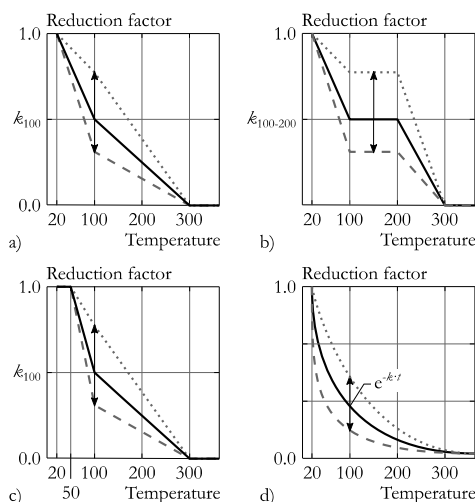 Reduction factor
1.0
k100
0.0
20 100 200 300
Temperature
a)
Reduction factor
1.0
k100-200
0.0
20 100 200 300
Temperature
b)
Reduction factor
1.0
k100
0.0
20 100 200 300
50 Temperature
c)
Reduction factor
1.0
e-k·t
0.0
20 100 200 300
Temperature
d)